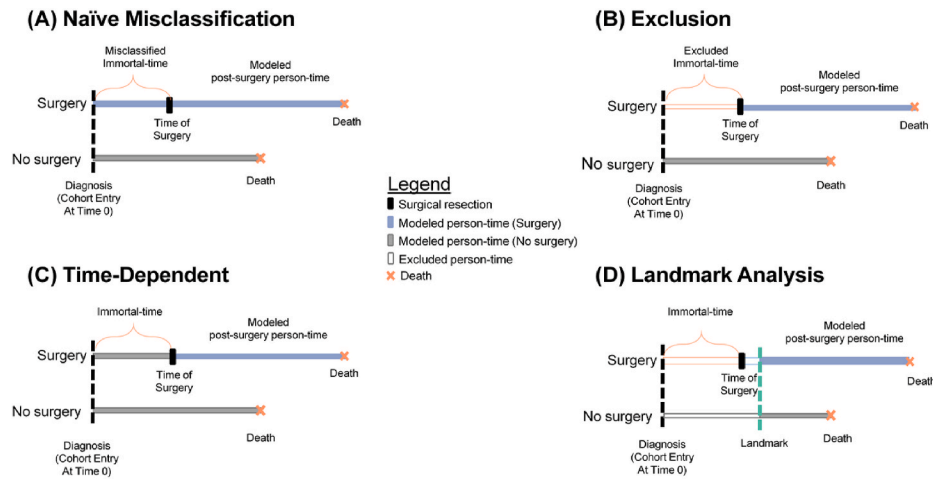 (A) Naïve Misclassification
Misclassified
Immortal-time
Modeled
post-surgery person-time
Surgery
Time of
Surgery
Death
No surgery
Diagnosis
(Cohort Entry
At Time 0)
Death
(B) Exclusion
Excluded
Immortal-time
Modeled
post-surgery person-time
Surgery
Time of
Surgery
Death
No surgery
Diagnosis
(Cohort Entry
At Time 0)
Death
Legend
Surgical resection
Modeled person-time (Surgery)
Modeled person-time (No surgery)
Excluded person-time
Death
(C) Time-Dependent
Immortal-time
Modeled
post-surgery person-time
Surgery
Time of
Surgery
Death
No surgery
Diagnosis
(Cohort Entry
At Time 0)
Death
(D) Landmark Analysis
Immortal-time
Modeled
post-surgery person-time
Surgery
Time of
Surgery
Death
No surgery
Diagnosis
(Cohort Entry
At Time 0)
Landmark
Death